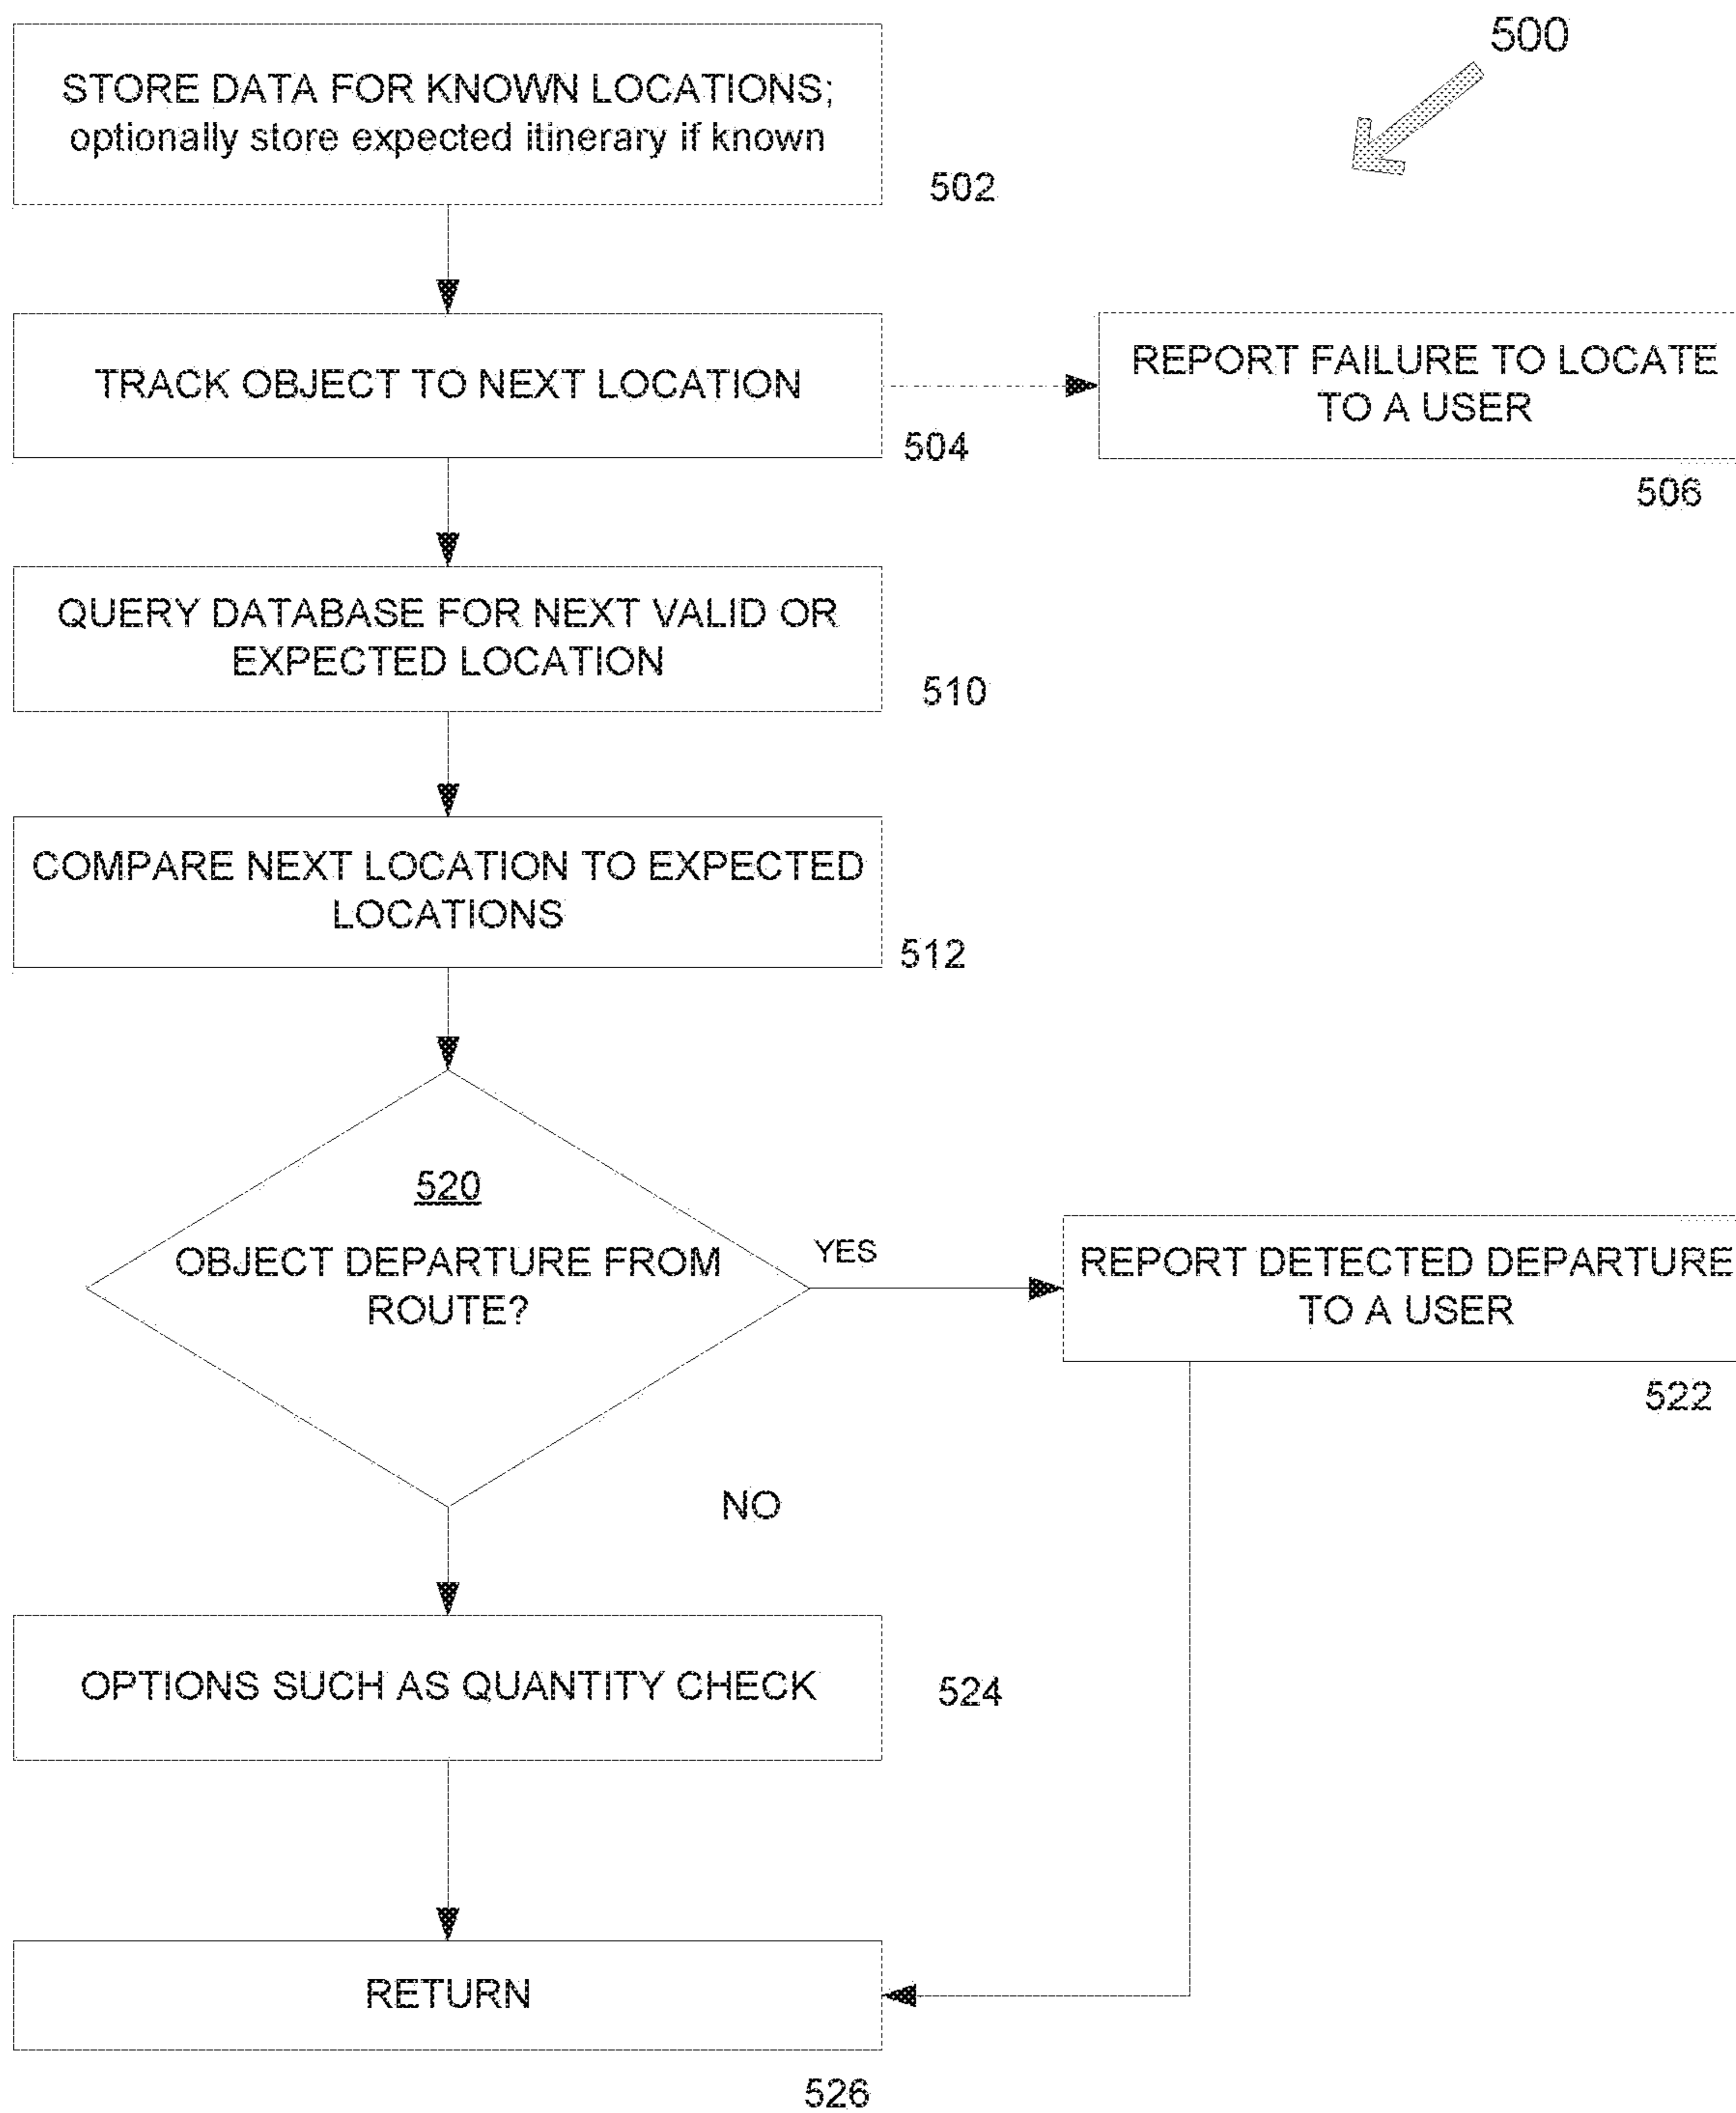 500
STORE DATA FOR KNOWN LOCATIONS;
optionally store expected itinerary if known
502
TRACK OBJECT TO NEXT LOCATION
504
REPORT FAILURE TO LOCATE
TO A USER
506
QUERY DATABASE FOR NEXT VALID OR
EXPECTED LOCATION
510
COMPARE NEXT LOCATION TO EXPECTED
LOCATIONS
512
520
OBJECT DEPARTURE FROM
ROUTE?
YES
REPORT DETECTED DEPARTURE
TO A USER
522
NO
OPTIONS SUCH AS QUANTITY CHECK
524
RETURN
526